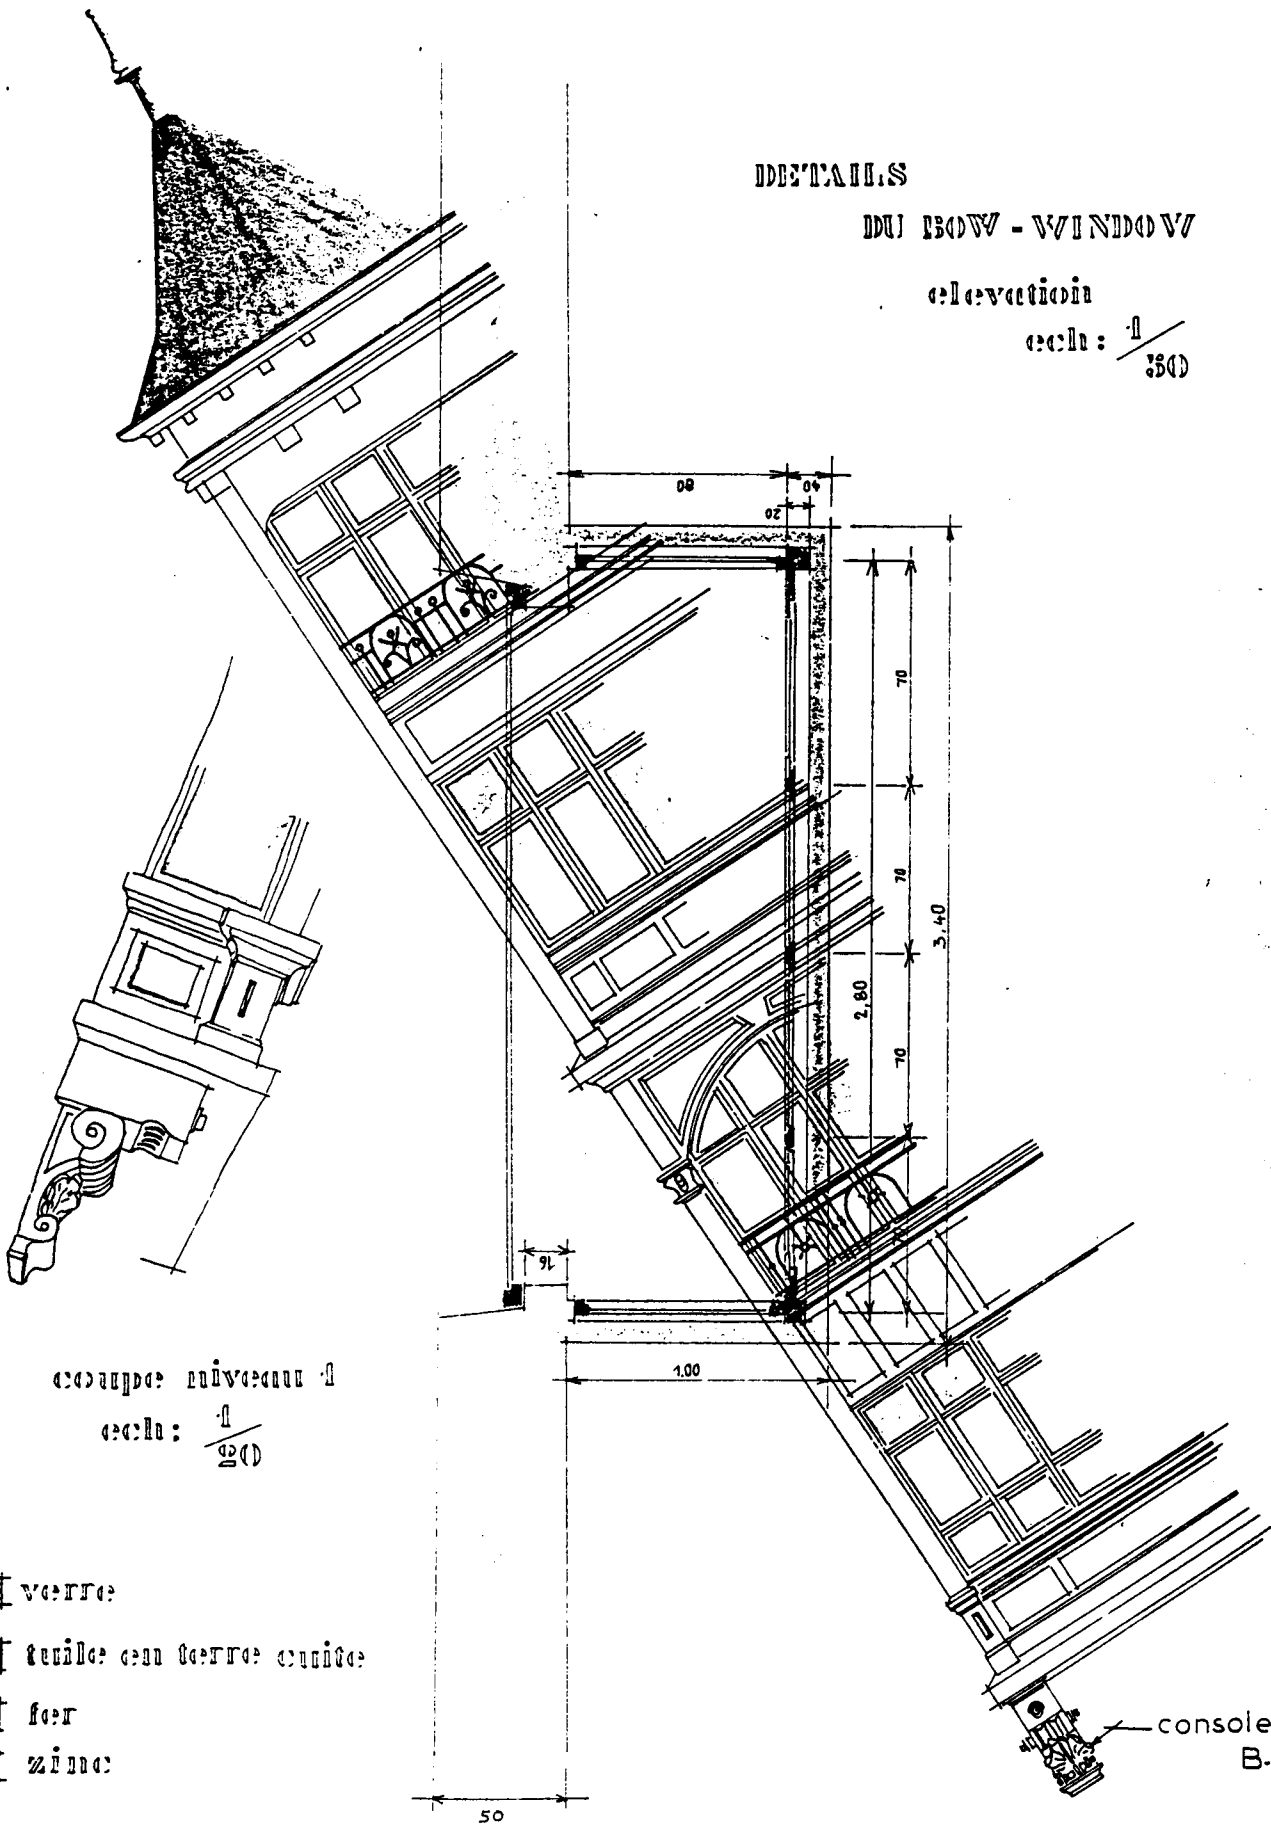 DETAILS
DU BOW - WINDOW
elevation
ech : 1/50
80
40
20
70
70
3,40
2,80
70
16
1.00
coupe niveau 1
ech : 1/20
verre
tuile en terre cuite
fer
zinc
console
B.
50